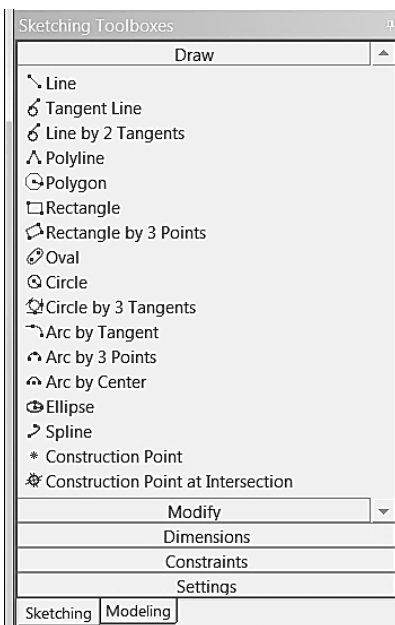 Sketching Toolboxes
Draw
Line
Tangent Line
Line by 2 Tangents
Polyline
Polygon
Rectangle
Rectangle by 3 Points
Oval
Circle
Circle by 3 Tangents
Arc by Tangent
Arc by 3 Points
Arc by Center
Ellipse
Spline
Construction Point
Construction Point at Intersection
Modify
Dimensions
Constraints
Settings
Sketching Modeling